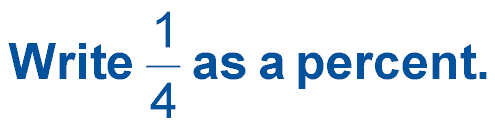 Write 1/4 as a percent.